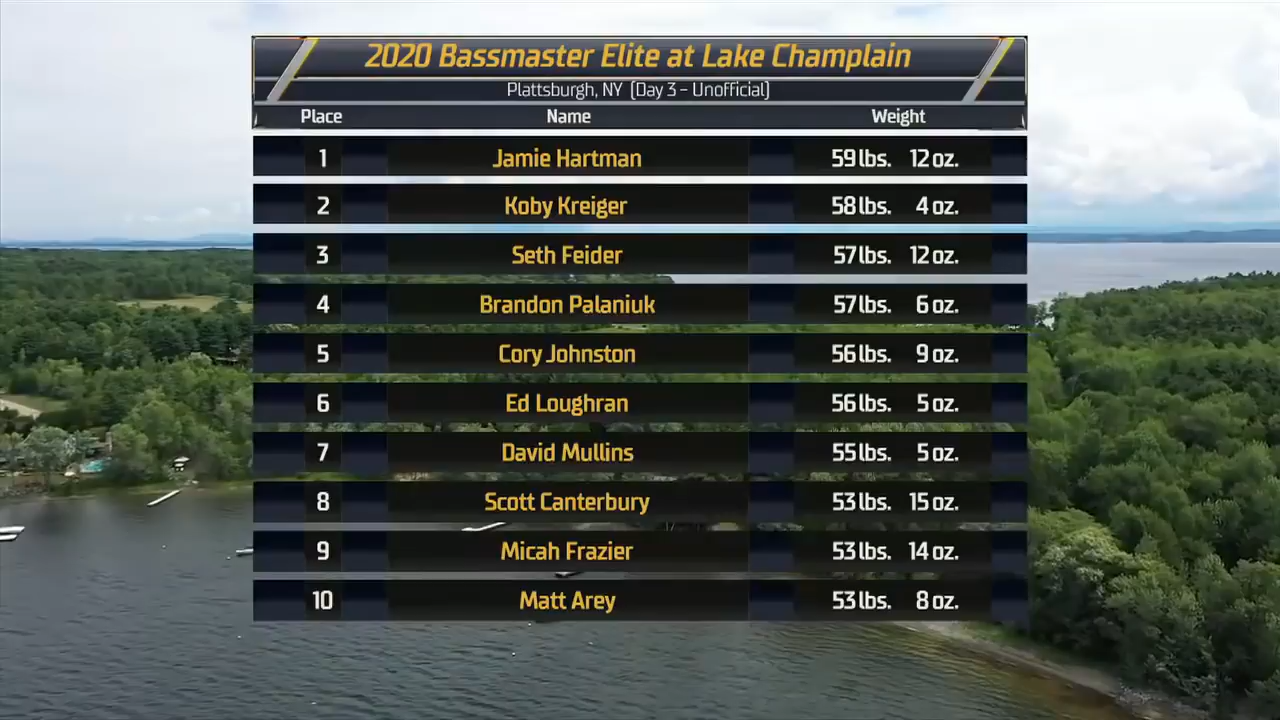 2020 Bassmaster Elite at Lake Champlain
Plattsburgh, NY [Day 3 - Unofficial]
Place Name Weight
1 Jamie Hartman 59 lbs. 12 oz.
2 Koby Kreiger 58 lbs. 4 oz.
3 Seth Feider 57 lbs. 12 oz.
4 Brandon Palaniuk 57 lbs. 6 oz.
5 Cory Johnston 56 lbs. 9 oz.
6 Ed Loughran 56 lbs. 5 oz.
7 David Mullins 55 lbs. 5 oz.
8 Scott Canterbury 53 lbs. 15 oz.
9 Micah Frazier 53 lbs. 14 oz.
10 Matt Arey 53 lbs. 8 oz.